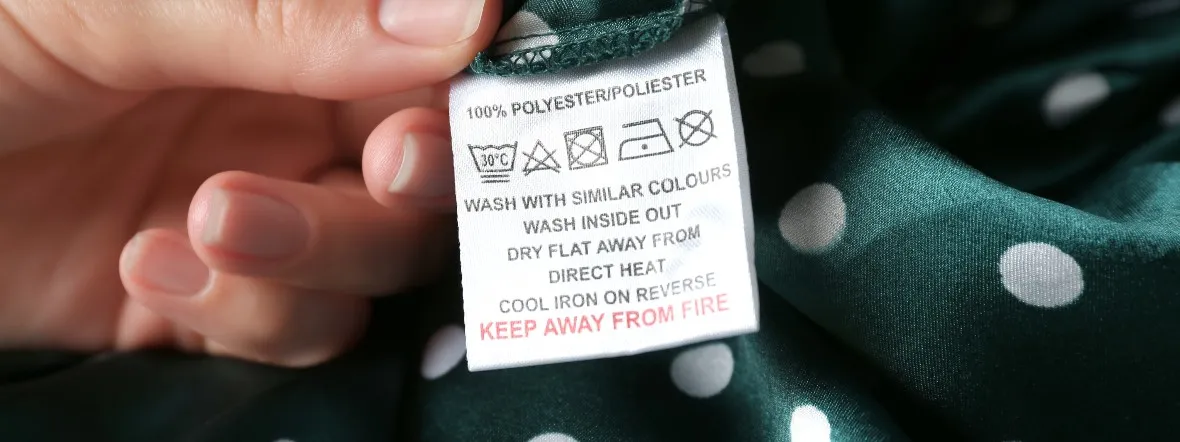 100% POLYESTER/POLIESTER
30°C
WASH WITH SIMILAR COLOURS
WASH INSIDE OUT
DRY FLAT AWAY FROM
DIRECT HEAT
COOL IRON ON REVERSE
KEEP AWAY FROM FIRE